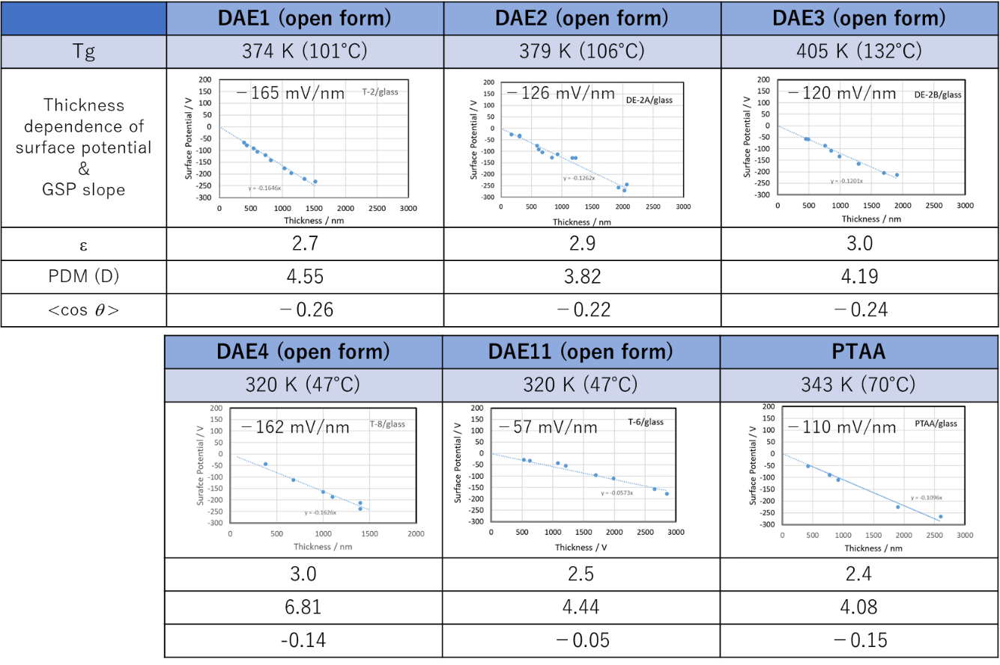 DAE1 (open form) DAE2 (open form) DAE3 (open form)
Tg 374 K (101°C) 379 K (106°C) 405 K (132°C)
Thickness
dependence of
surface potential
&
GSP slope
Surface Potential / V
200
150
100
50
0
-50
-100
-150
-200
-250
-300
－165 mV/nm
T-2/glass
y = -0.1646x
0 500 1000 1500 2000 2500 3000
Thickness / nm
Surface Potential / V
200
150
100
50
0
-50
-100
-150
-200
-250
-300
－126 mV/nm
DE-2A/glass
y = -0.1262x
0 500 1000 1500 2000 2500 3000
Thickness / nm
Surface Potential / V
200
150
100
50
0
-50
-100
-150
-200
-250
-300
－120 mV/nm
DE-2B/glass
y = -0.1201x
0 500 1000 1500 2000 2500 3000
Thickness / nm
ε 2.7 2.9 3.0
PDM (D) 4.55 3.82 4.19
<cos θ> －0.26 －0.22 －0.24
DAE4 (open form) DAE11 (open form) PTAA
320 K (47°C) 320 K (47°C) 343 K (70°C)
Surafce Potential / V
200
150
100
50
0
-50
-100
-150
-200
-250
-300
－162 mV/nm
T-8/glass
y = -0.1626x
0 500 1000 1500 2000
Thickness / nm
Surface Potential / V
200
150
100
50
0
-50
-100
-150
-200
-250
-300
－57 mV/nm
T-6/glass
y = -0.0573x
0 500 1000 1500 2000 2500 3000
Thickness / V
Surface Potential / V
200
150
100
50
0
-50
-100
-150
-200
-250
-300
－110 mV/nm
PTAA/glass
y = -0.1096x
0 500 1000 1500 2000 2500 3000
Thickness / nm
3.0 2.5 2.4
6.81 4.44 4.08
-0.14 －0.05 －0.15